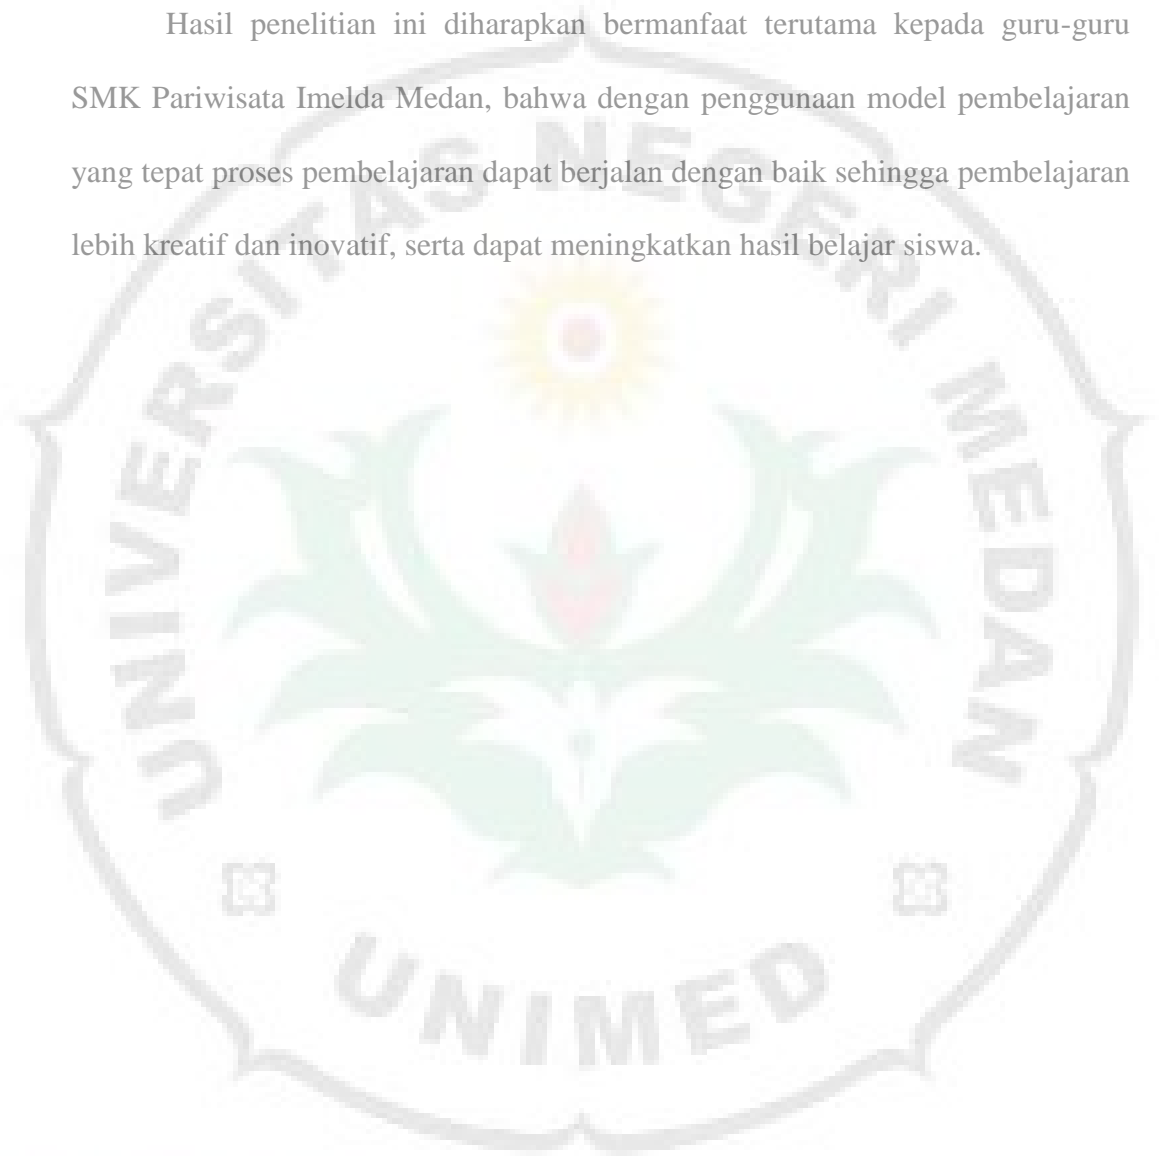 Hasil penelitian ini diharapkan bermanfaat terutama kepada guru-guru
SMK Pariwisata Imelda Medan, bahwa dengan penggunaan model pembelajaran
yang tepat proses pembelajaran dapat berjalan dengan baik sehingga pembelajaran
lebih kreatif dan inovatif, serta dapat meningkatkan hasil belajar siswa.
UNIVERSITAS NEGERI MEDAN
UNIMED